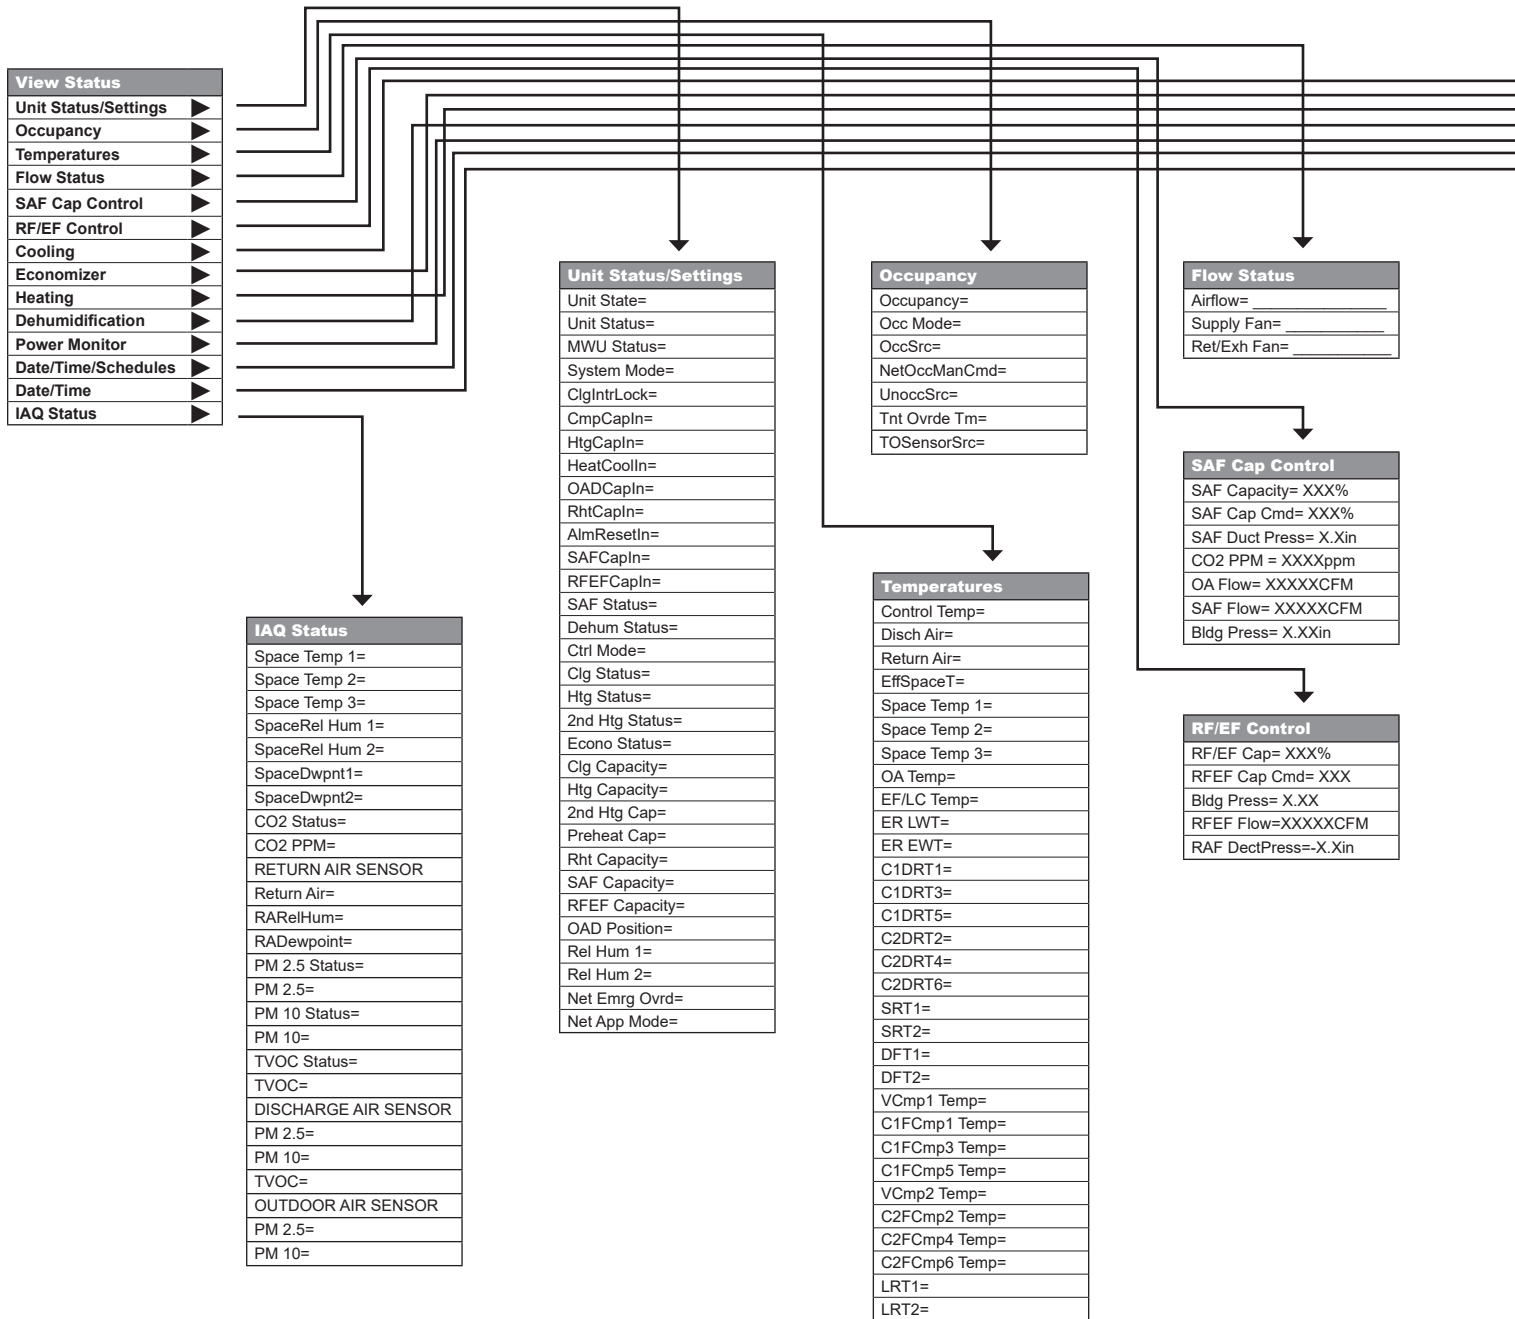 View Status
Unit Status/Settings
Occupancy
Temperatures
Flow Status
SAF Cap Control
RF/EF Control
Cooling
Economizer
Heating
Dehumidification
Power Monitor
Date/Time/Schedules
Date/Time
IAQ Status
IAQ Status
Space Temp 1=
Space Temp 2=
Space Temp 3=
SpaceRel Hum 1=
SpaceRel Hum 2=
SpaceDwpnt1=
SpaceDwpnt2=
CO2 Status=
CO2 PPM=
RETURN AIR SENSOR
Return Air=
RARelHum=
RADewpoint=
PM 2.5 Status=
PM 2.5=
PM 10 Status=
PM 10=
TVOC Status=
TVOC=
DISCHARGE AIR SENSOR
PM 2.5=
PM 10=
TVOC=
OUTDOOR AIR SENSOR
PM 2.5=
PM 10=
Unit Status/Settings
Unit State=
Unit Status=
MWU Status=
System Mode=
ClgIntrLock=
CmpCapIn=
HtgCapIn=
HeatCoolIn=
OADCapIn=
RhtCapIn=
AlmResetIn=
SAFCapIn=
RFEFCapIn=
SAF Status=
Dehum Status=
Ctrl Mode=
Clg Status=
Htg Status=
2nd Htg Status=
Econo Status=
Clg Capacity=
Htg Capacity=
2nd Htg Cap=
Preheat Cap=
Rht Capacity=
SAF Capacity=
RFEF Capacity=
OAD Position=
Rel Hum 1=
Rel Hum 2=
Net Emrg Ovrd=
Net App Mode=
Occupancy
Occupancy=
Occ Mode=
OccSrc=
NetOccManCmd=
UnoccSrc=
Tnt Ovrde Tm=
TOSensorSrc=
Temperatures
Control Temp=
Disch Air=
Return Air=
EffSpaceT=
Space Temp 1=
Space Temp 2=
Space Temp 3=
OA Temp=
EF/LC Temp=
ER LWT=
ER EWT=
C1DRT1=
C1DRT3=
C1DRT5=
C2DRT2=
C2DRT4=
C2DRT6=
SRT1=
SRT2=
DFT1=
DFT2=
VCmp1 Temp=
C1FCmp1 Temp=
C1FCmp3 Temp=
C1FCmp5 Temp=
VCmp2 Temp=
C2FCmp2 Temp=
C2FCmp4 Temp=
C2FCmp6 Temp=
LRT1=
LRT2=
Flow Status
Airflow= _______________
Supply Fan= ___________
Ret/Exh Fan= ___________
SAF Cap Control
SAF Capacity= XXX%
SAF Cap Cmd= XXX%
SAF Duct Press= X.Xin
CO2 PPM = XXXXppm
OA Flow= XXXXXCFM
SAF Flow= XXXXXCFM
Bldg Press= X.XXin
RF/EF Control
RF/EF Cap= XXX%
RFEF Cap Cmd= XXX
Bldg Press= X.XX
RFEF Flow=XXXXXCFM
RAF DectPress=-X.Xin